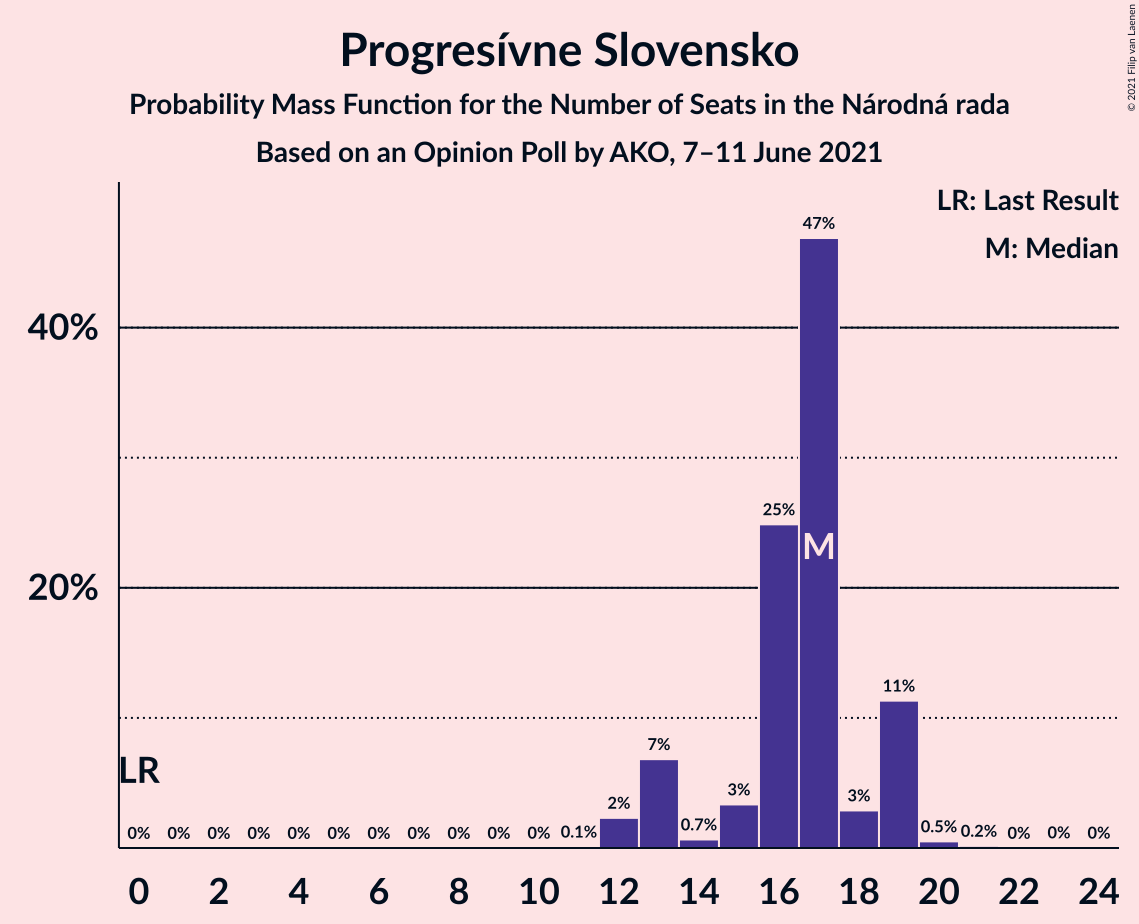 Progresívne Slovensko
Probability Mass Function for the Number of Seats in the Národná rada
Based on an Opinion Poll by AKO, 7–11 June 2021
© 2021 Filip van Laenen
LR: Last Result
M: Median
40%
20%
LR
M
0% 0% 0% 0% 0% 0% 0% 0% 0% 0% 0% 0.1% 2% 7% 0.7% 3% 25% 47% 3% 11% 0.5% 0.2% 0% 0% 0%
0 2 4 6 8 10 12 14 16 18 20 22 24